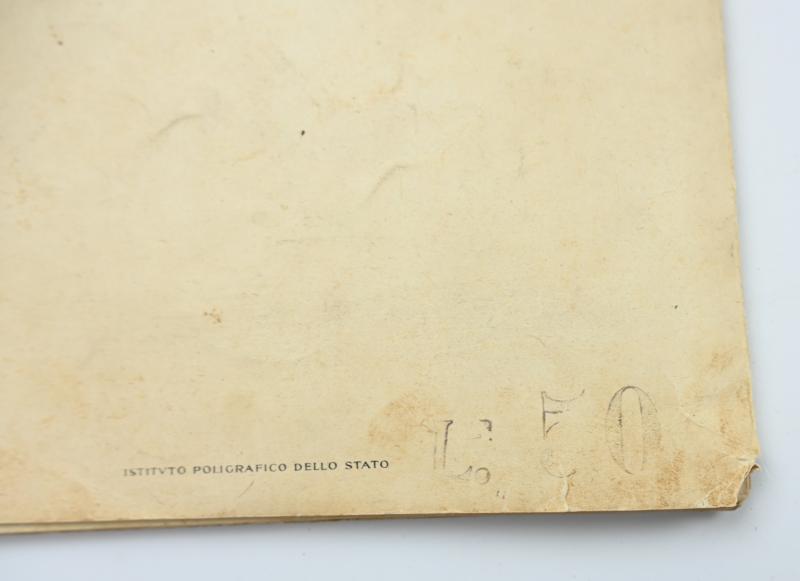 ISTITVTO POLIGRAFICO DELLO STATO
L. 50